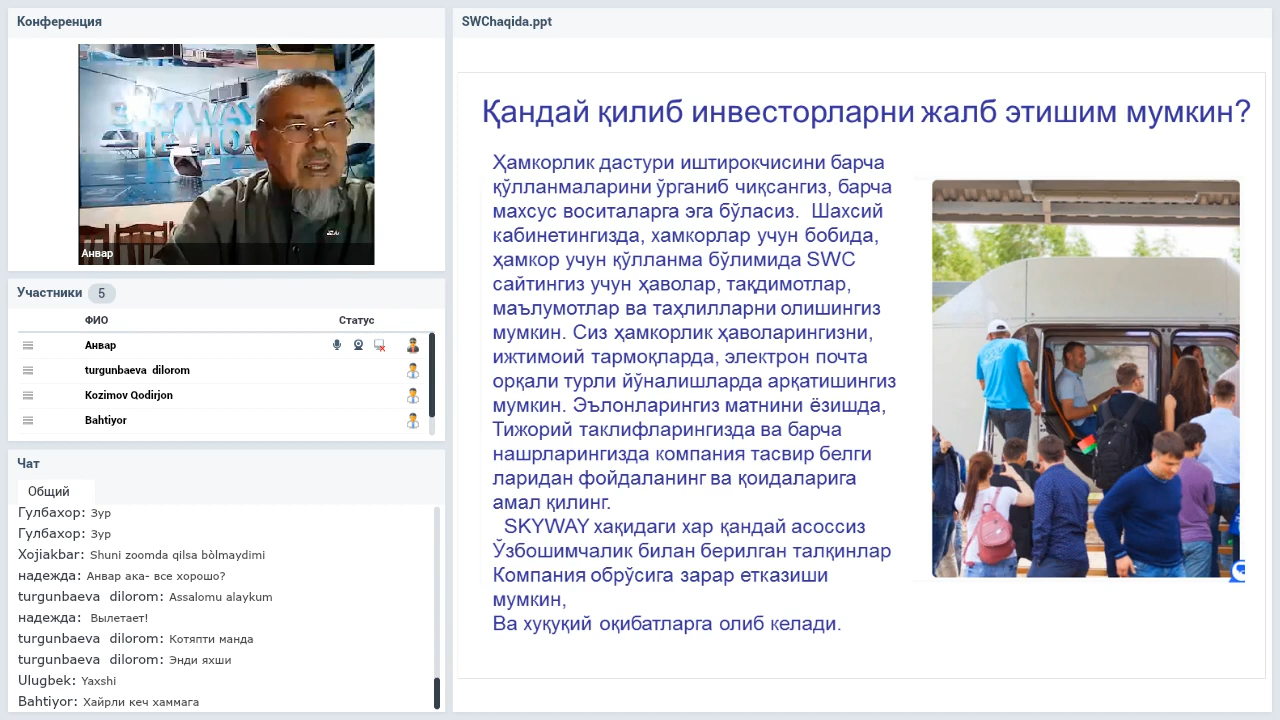 Конференция
SKYWAY
ТЕХНО
Анвар
Участники 5
ФИО Статус
Анвар
turgunbaeva dilorom
Kozimov Qodirjon
Bahtiyor
Чат
Общий
Гулбахор: Зур
Гулбахор: Зур
Xojiakbar: Shuni zoomda qilsa bòlmaydimi
надежда: Анвар ака- все хорошо?
turgunbaeva dilorom: Assalomu alaykum
надежда: Вылетает!
turgunbaeva dilorom: Котяпти манда
turgunbaeva dilorom: Энди яхши
Ulugbek: Yaxshi
Bahtiyor: Хайрли кеч хаммага
SWChaqida.ppt
Қандай қилиб инвесторларни жалб этишим мумкин?
Ҳамкорлик дастури иштирокчисини барча
қўлланмаларини ўрганиб чиқсангиз, барча
махсус воситаларга эга бўласиз. Шахсий
кабинетингизда, хамкорлар учун бобида,
ҳамкор учун қўлланма бўлимида SWC
сайтингиз учун ҳаволар, тақдимотлар,
маълумотлар ва таҳлилларни олишингиз
мумкин. Сиз ҳамкорлик ҳаволарингизни,
ижтимоий тармоқларда, электрон почта
орқали турли йўналишларда арқатишингиз
мумкин. Эълонларингиз матнини ёзишда,
Тижорий таклифларингизда ва барча
нашрларингизда компания тасвир белги
ларидан фойдаланинг ва қоидаларига
амал қилинг.
SKYWAY хақидаги хар қандай асоссиз
Ўзбошимчалик билан берилган талқинлар
Компания обрўсига зарар етказиши
мумкин,
Ва хуқуқий оқибатларга олиб келади.